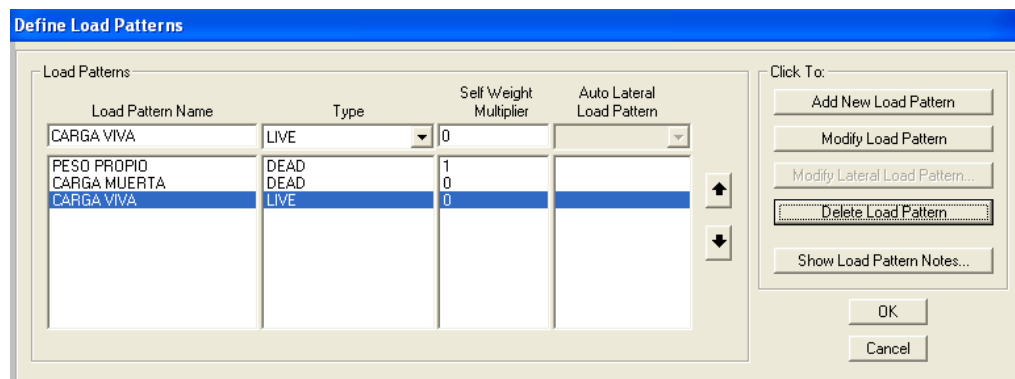 Define Load Patterns
Load Patterns
Load Pattern Name Type Self Weight Multiplier Auto Lateral Load Pattern
CARGA VIVA LIVE 0
PESO PROPIO DEAD 1
CARGA MUERTA DEAD 0
CARGA VIVA LIVE 0
Click To:
Add New Load Pattern
Modify Load Pattern
Modify Lateral Load Pattern...
Delete Load Pattern
Show Load Pattern Notes...
OK
Cancel